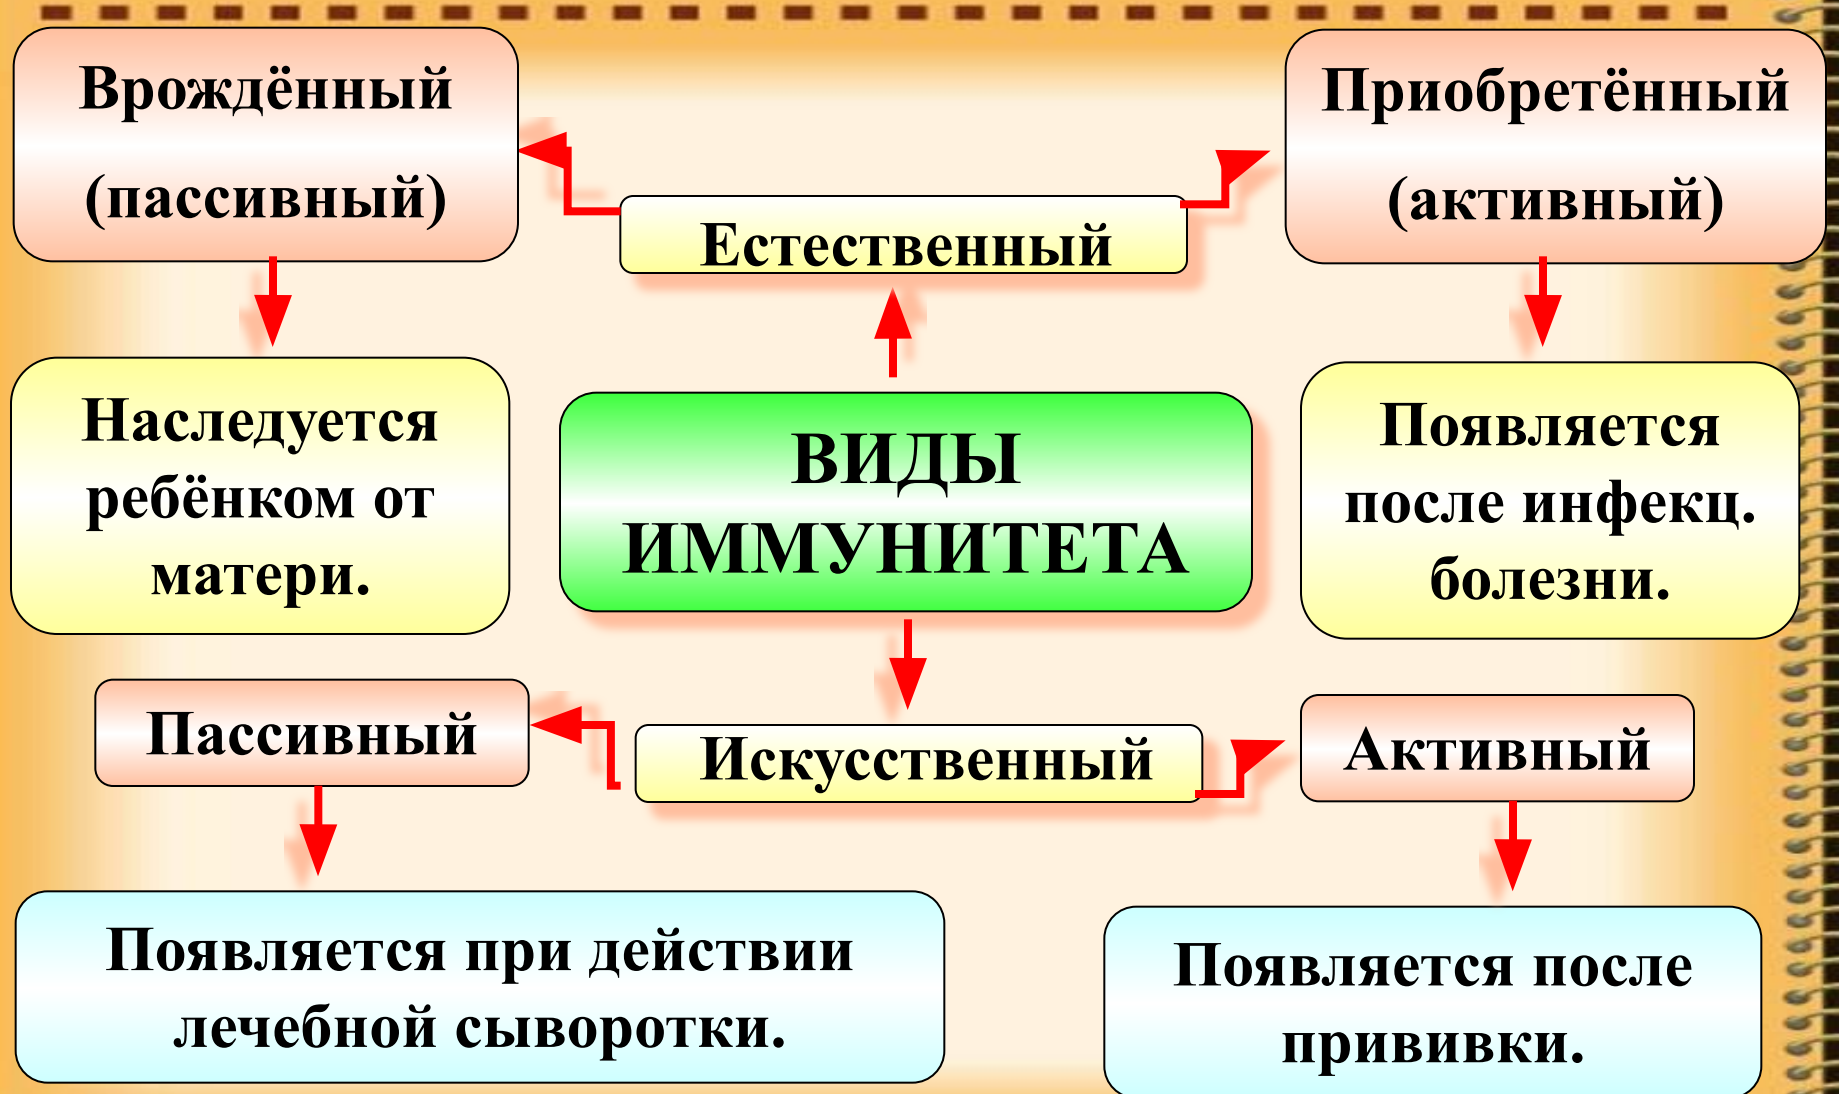 Врождённый
(пассивный)
Приобретённый
(активный)
Естественный
Наследуется
ребёнком от
матери.
ВИДЫ
ИММУНИТЕТА
Появляется
после инфекц.
болезни.
Пассивный
Искусственный
Активный
Появляется при действии
лечебной сыворотки.
Появляется после
прививки.